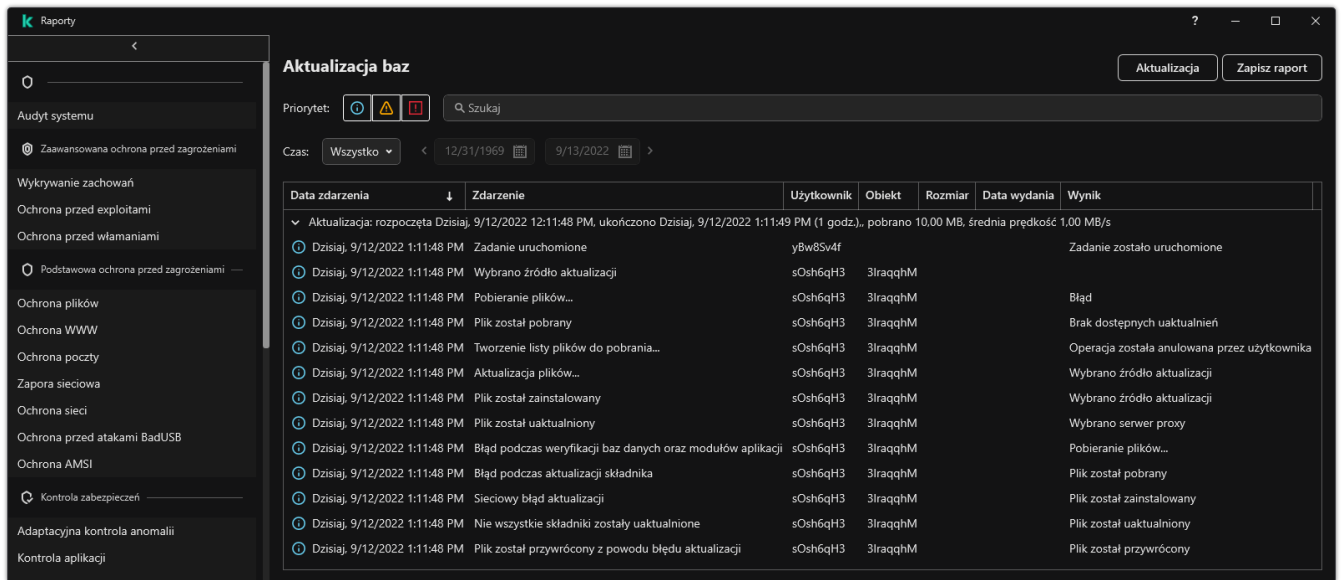 Raporty
?
Audyt systemu
Zaawansowana ochrona przed zagrożeniami
Wykrywanie zachowań
Ochrona przed exploitami
Ochrona przed włamaniami
Podstawowa ochrona przed zagrożeniami
Ochrona plików
Ochrona WWW
Ochrona poczty
Zapora sieciowa
Ochrona sieci
Ochrona przed atakami BadUSB
Ochrona AMSI
Kontrola zabezpieczeń
Adaptacyjna kontrola anomalii
Kontrola aplikacji
Aktualizacja baz
Aktualizacja Zapisz raport
Priorytet: Szukaj
Czas: Wszystko 12/31/1969 9/13/2022
Data zdarzenia ↓ Zdarzenie Użytkownik Obiekt Rozmiar Data wydania Wynik
Aktualizacja: rozpoczęta Dzisiaj, 9/12/2022 12:11:48 PM, ukończono Dzisiaj, 9/12/2022 1:11:49 PM (1 godz.),, pobrano 10,00 MB, średnia prędkość 1,00 MB/s
Dzisiaj, 9/12/2022 1:11:48 PM Zadanie uruchomione yBw8Sv4f Zadanie zostało uruchomione
Dzisiaj, 9/12/2022 1:11:48 PM Wybrano źródło aktualizacji sOsh6qH3 3IraqqhM
Dzisiaj, 9/12/2022 1:11:48 PM Pobieranie plików... sOsh6qH3 3IraqqhM Błąd
Dzisiaj, 9/12/2022 1:11:48 PM Plik został pobrany sOsh6qH3 3IraqqhM Brak dostępnych uaktualnień
Dzisiaj, 9/12/2022 1:11:48 PM Tworzenie listy plików do pobrania... sOsh6qH3 3IraqqhM Operacja została anulowana przez użytkownika
Dzisiaj, 9/12/2022 1:11:48 PM Aktualizacja plików... sOsh6qH3 3IraqqhM Wybrano źródło aktualizacji
Dzisiaj, 9/12/2022 1:11:48 PM Plik został zainstalowany sOsh6qH3 3IraqqhM Wybrano źródło aktualizacji
Dzisiaj, 9/12/2022 1:11:48 PM Plik został uaktualniony sOsh6qH3 3IraqqhM Wybrano serwer proxy
Dzisiaj, 9/12/2022 1:11:48 PM Błąd podczas weryfikacji baz danych oraz modułów aplikacji sOsh6qH3 3IraqqhM Pobieranie plików...
Dzisiaj, 9/12/2022 1:11:48 PM Błąd podczas aktualizacji składnika sOsh6qH3 3IraqqhM Plik został pobrany
Dzisiaj, 9/12/2022 1:11:48 PM Sieciowy błąd aktualizacji sOsh6qH3 3IraqqhM Plik został zainstalowany
Dzisiaj, 9/12/2022 1:11:48 PM Nie wszystkie składniki zostały uaktualnione sOsh6qH3 3IraqqhM Plik został uaktualniony
Dzisiaj, 9/12/2022 1:11:48 PM Plik został przywrócony z powodu błędu aktualizacji sOsh6qH3 3IraqqhM Plik został przywrócony